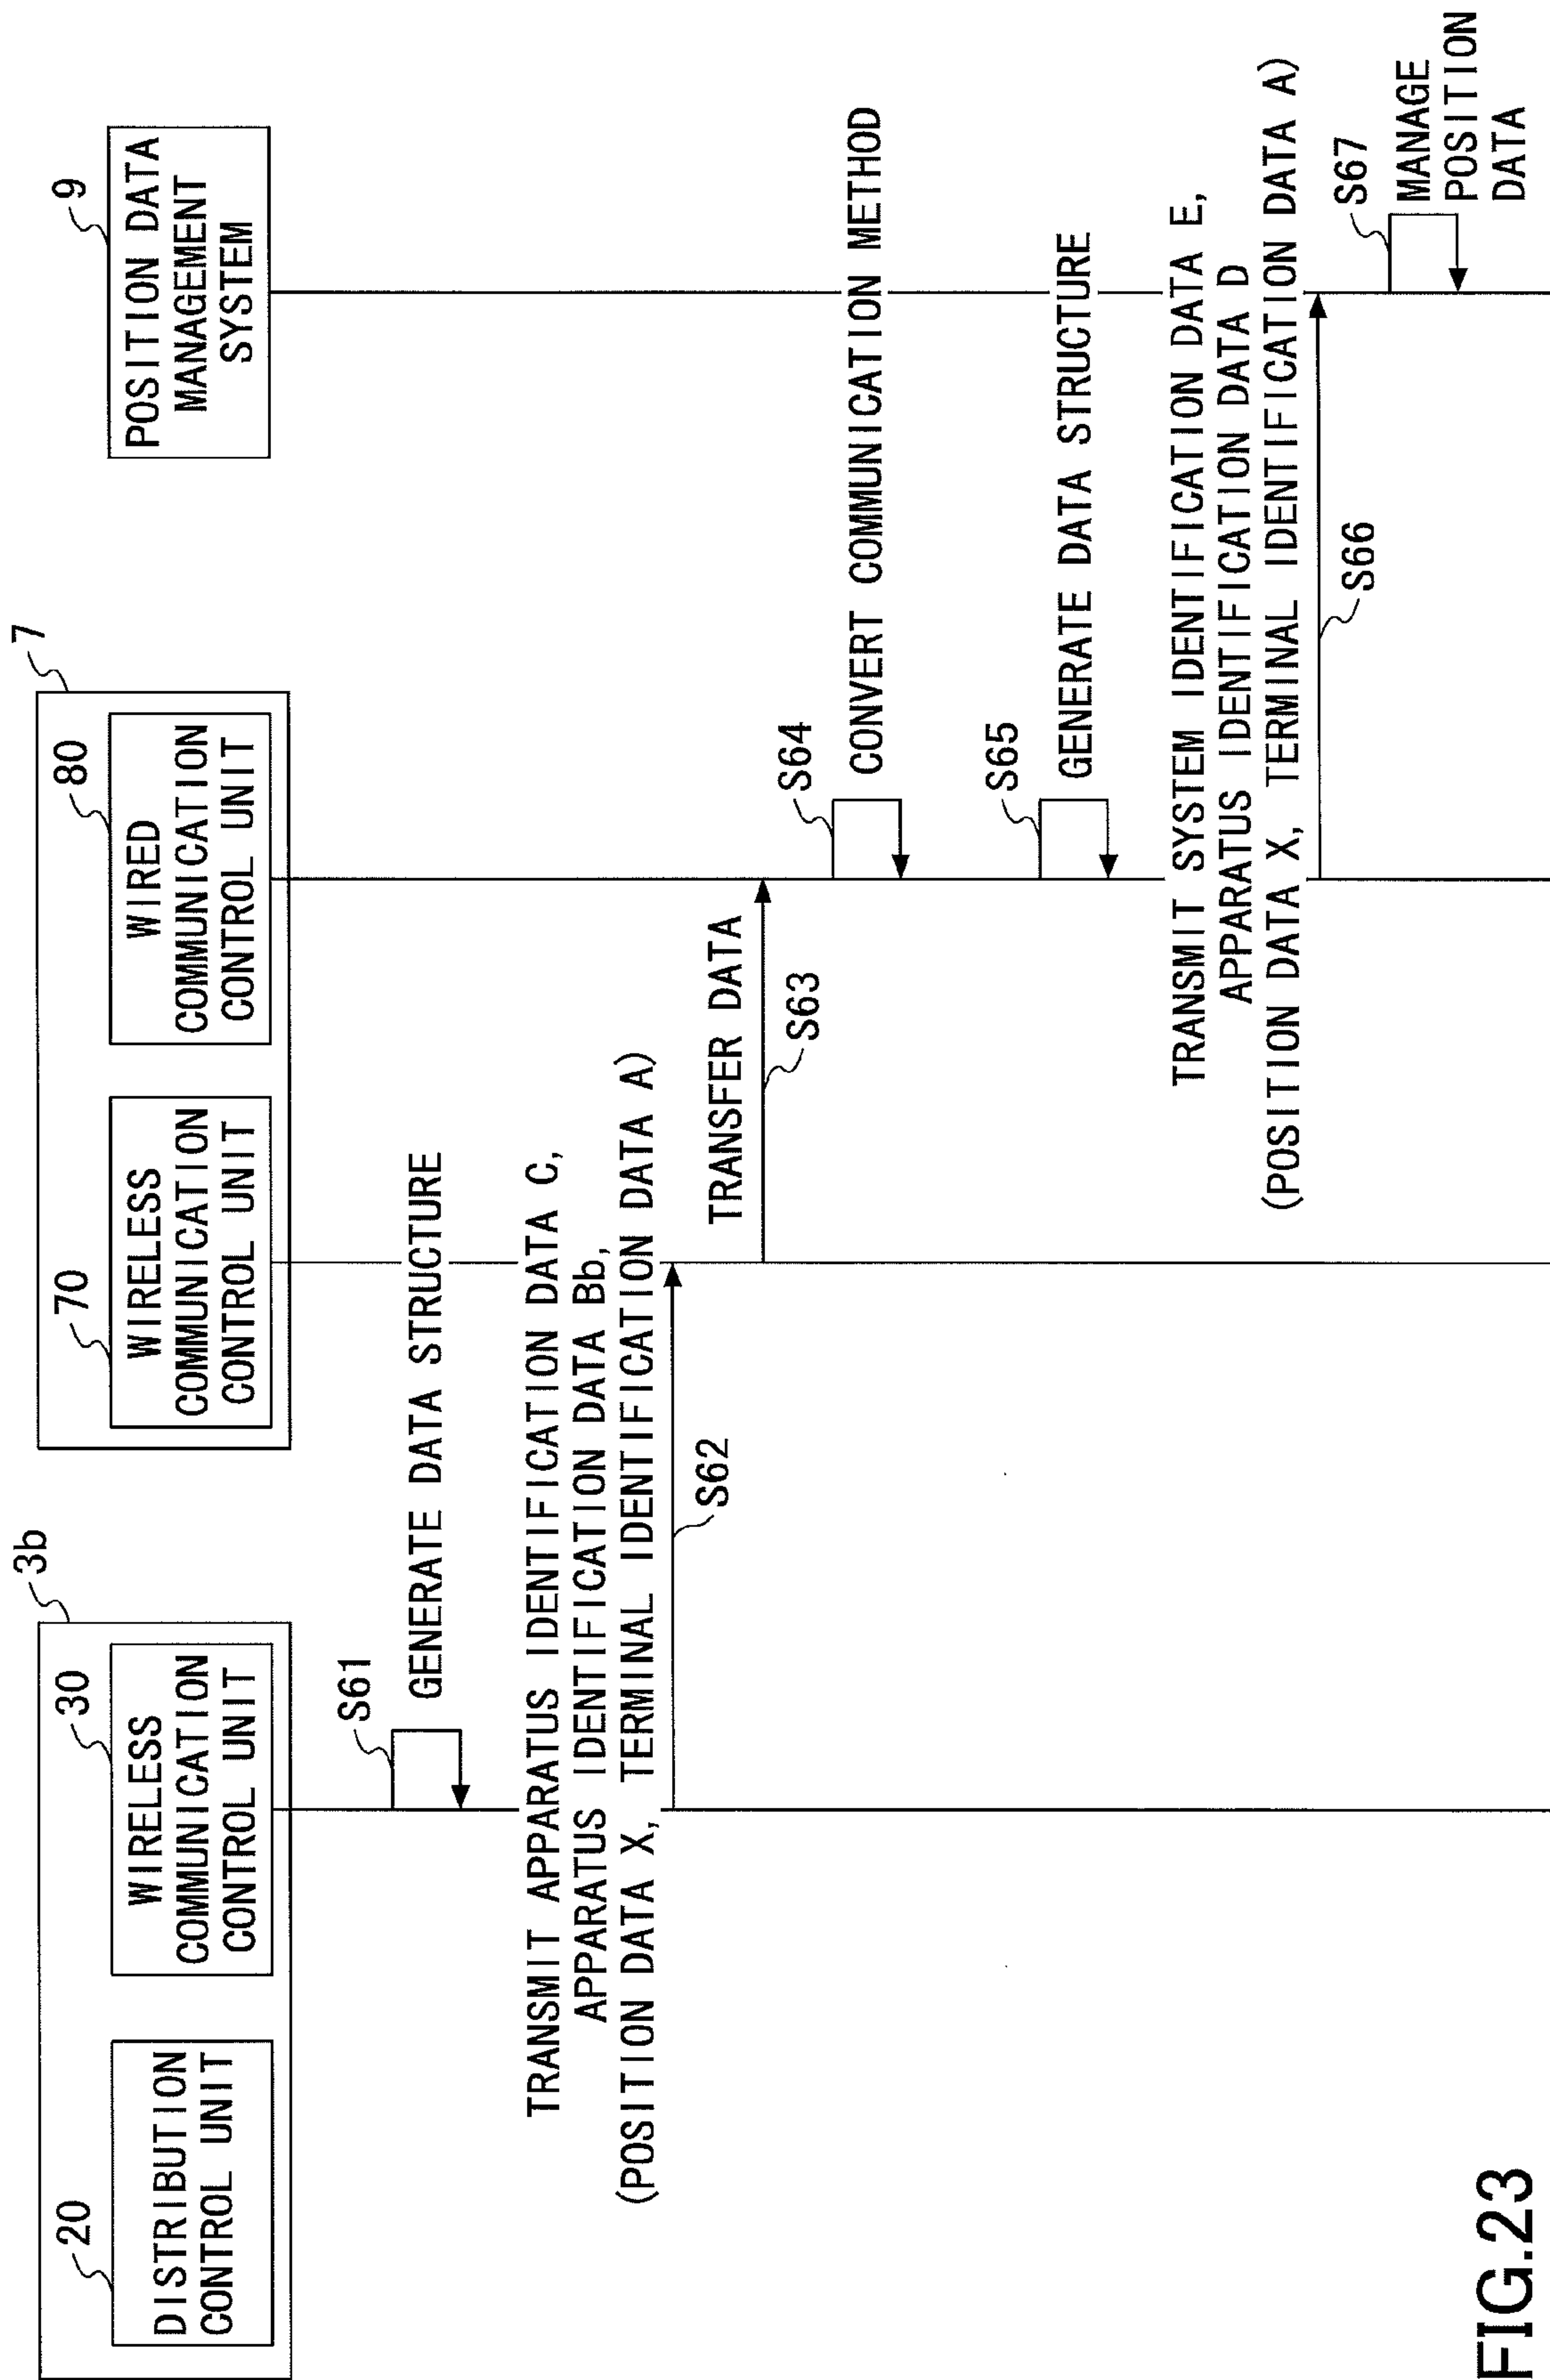 3b
20
DISTRIBUTION
CONTROL UNIT
30
WIRELESS
COMMUNICATION
CONTROL UNIT
7
70
WIRELESS
COMMUNICATION
CONTROL UNIT
80
WIRED
COMMUNICATION
CONTROL UNIT
9
POSITION DATA
MANAGEMENT
SYSTEM
S61
GENERATE DATA STRUCTURE
TRANSMIT APPARATUS IDENTIFICATION DATA C,
APPARATUS IDENTIFICATION DATA Bb,
(POSITION DATA X, TERMINAL IDENTIFICATION DATA A)
S62
TRANSFER DATA
S63
S64
CONVERT COMMUNICATION METHOD
S65
GENERATE DATA STRUCTURE
TRANSMIT SYSTEM IDENTIFICATION DATA E,
APPARATUS IDENTIFICATION DATA D
(POSITION DATA X, TERMINAL IDENTIFICATION DATA A)
S66
S67
MANAGE
POSITION
DATA
FIG.23